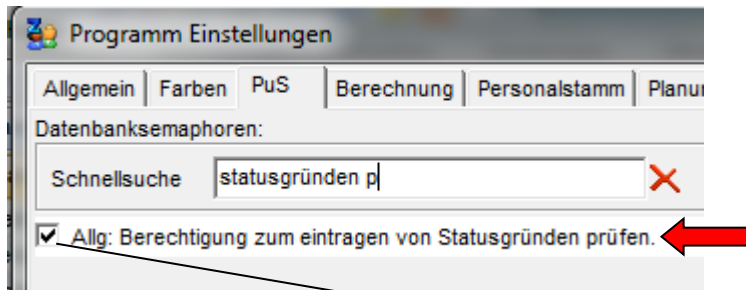 Programm Einstellungen
Allgemein Farben PuS Berechnung Personalstamm
Datenbanksemaphoren:
Schnellsuche statusgründen p
Allg: Berechtigung zum eintragen von Statusgründen prüfen.